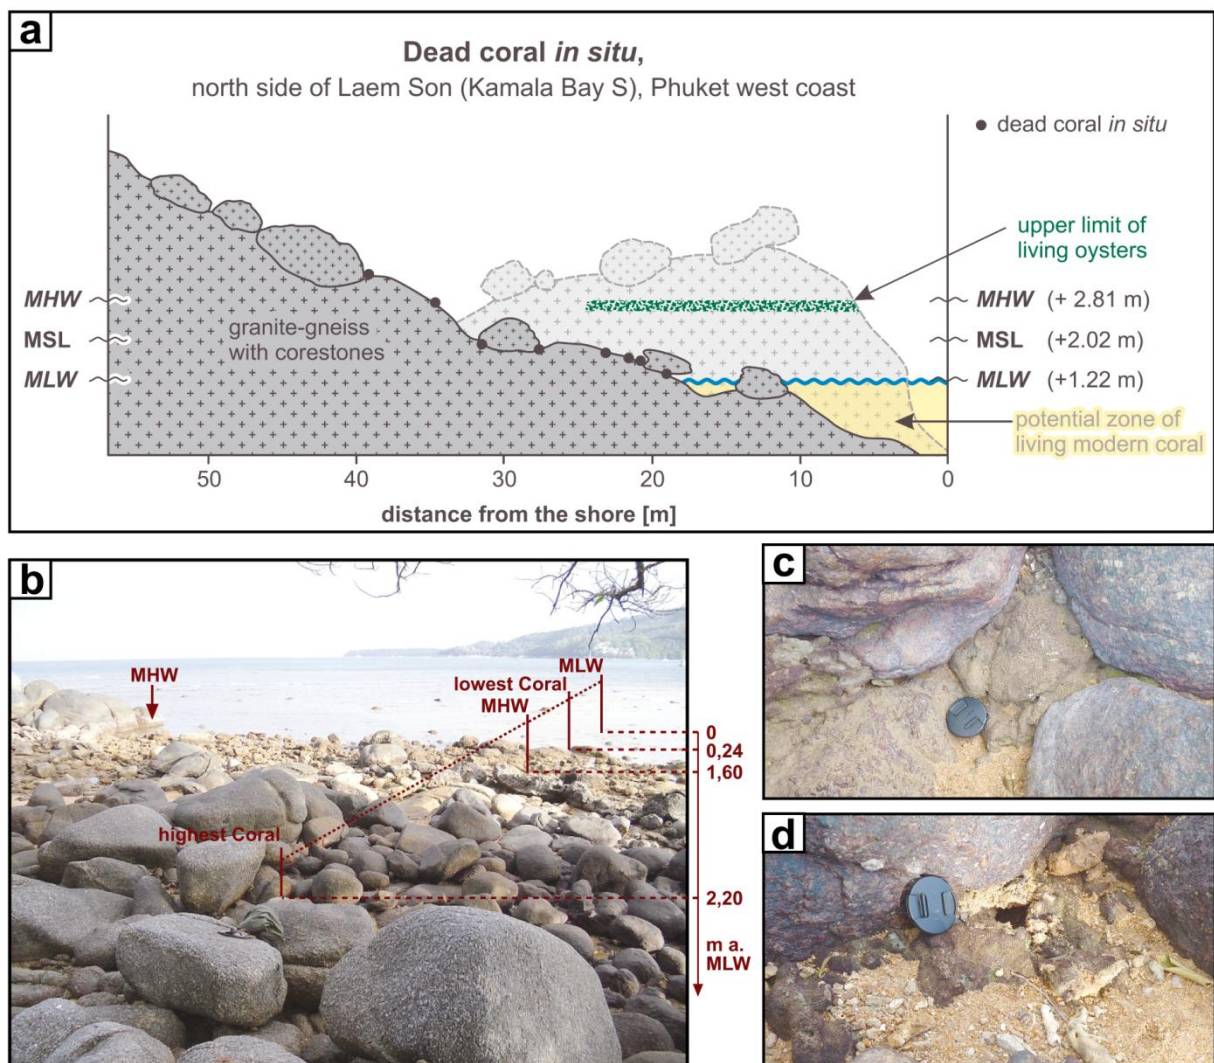 a
Dead coral in situ,
north side of Laem Son (Kamala Bay S), Phuket west coast
dead coral in situ
upper limit of
living oysters
MHW
MHW (+ 2.81 m)
granite-gneiss
with corestones
MSL
MSL (+2.02 m)
MLW
MLW (+1.22 m)
potential zone of
living modern coral
50 40 30 20 10 0
distance from the shore [m]
b
MHW
MLW
lowest Coral
MHW
0
0,24
1,60
highest Coral
2,20
m a.
MLW
c
d